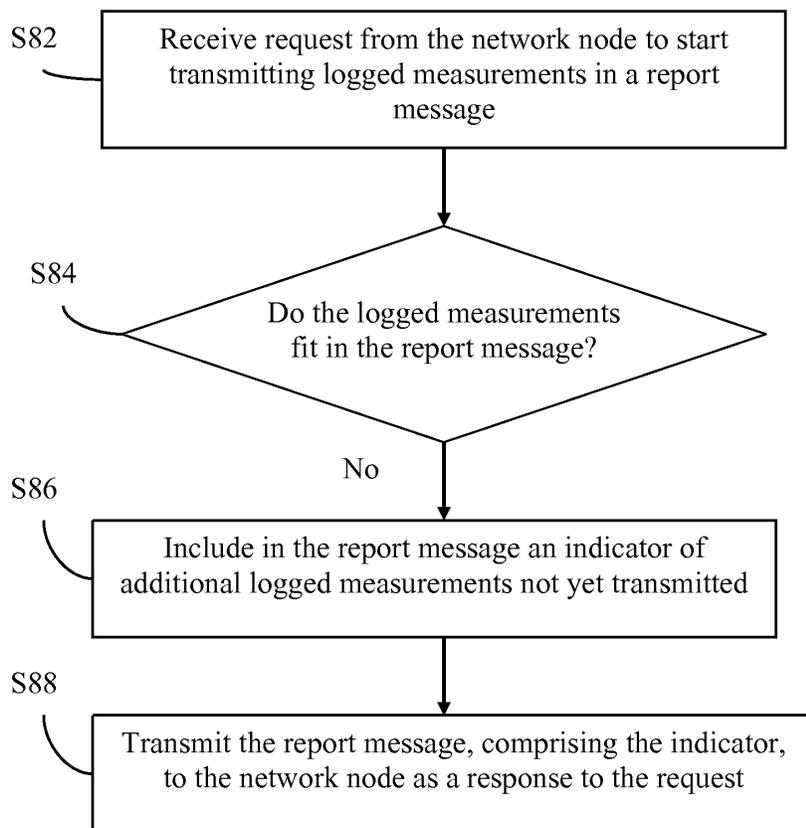 S82
Receive request from the network node to start
transmitting logged measurements in a report
message
S84
Do the logged measurements
fit in the report message?
No
S86
Include in the report message an indicator of
additional logged measurements not yet transmitted
S88
Transmit the report message, comprising the indicator,
to the network node as a response to the request